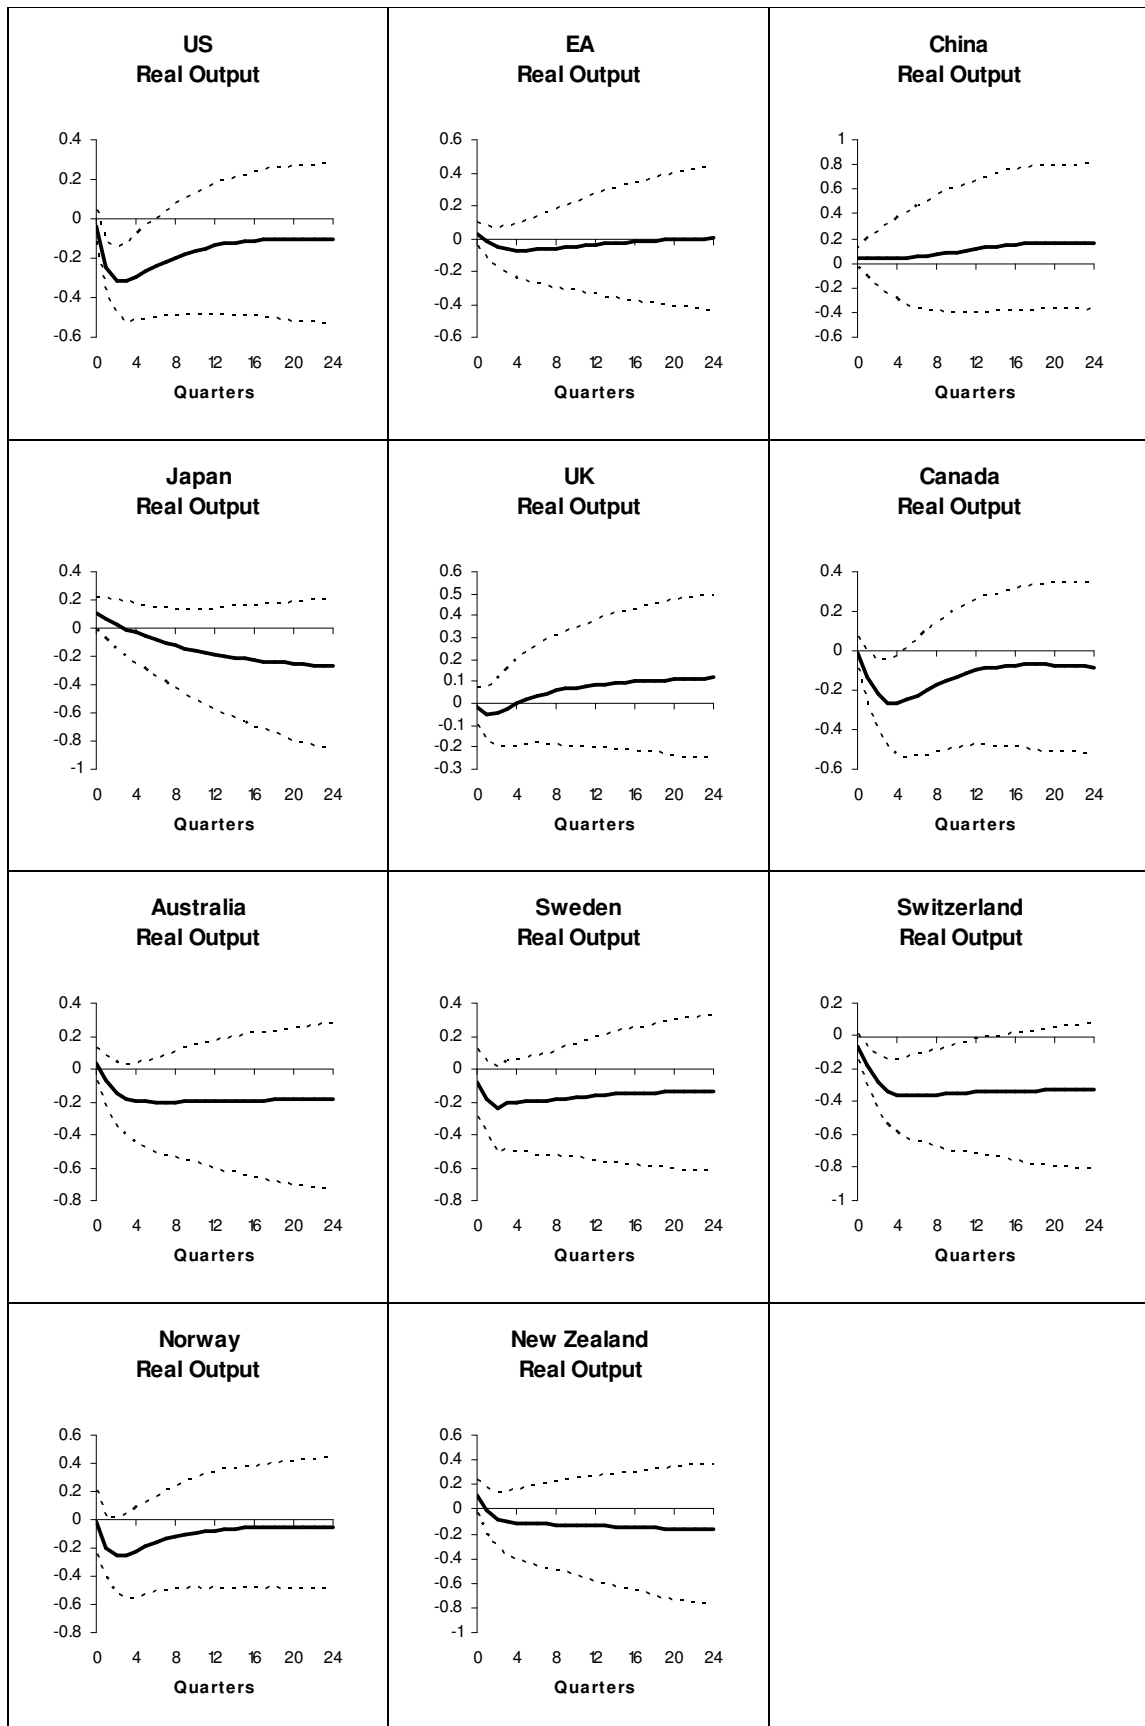 US
Real Output
0.4
0.2
0
-0.2
-0.4
-0.6
0 4 8 12 16 20 24
Quarters
EA
Real Output
0.6
0.4
0.2
0
-0.2
-0.4
-0.6
0 4 8 12 16 20 24
Quarters
China
Real Output
1
0.8
0.6
0.4
0.2
0
-0.2
-0.4
-0.6
0 4 8 12 16 20 24
Quarters
Japan
Real Output
0.4
0.2
0
-0.2
-0.4
-0.6
-0.8
-1
0 4 8 12 16 20 24
Quarters
UK
Real Output
0.6
0.5
0.4
0.3
0.2
0.1
0
-0.1
-0.2
-0.3
0 4 8 12 16 20 24
Quarters
Canada
Real Output
0.4
0.2
0
-0.2
-0.4
-0.6
0 4 8 12 16 20 24
Quarters
Australia
Real Output
0.4
0.2
0
-0.2
-0.4
-0.6
-0.8
0 4 8 12 16 20 24
Quarters
Sweden
Real Output
0.4
0.2
0
-0.2
-0.4
-0.6
-0.8
0 4 8 12 16 20 24
Quarters
Switzerland
Real Output
0.2
0
-0.2
-0.4
-0.6
-0.8
-1
0 4 8 12 16 20 24
Quarters
Norway
Real Output
0.6
0.4
0.2
0
-0.2
-0.4
-0.6
-0.8
0 4 8 12 16 20 24
Quarters
New Zealand
Real Output
0.6
0.4
0.2
0
-0.2
-0.4
-0.6
-0.8
-1
0 4 8 12 16 20 24
Quarters